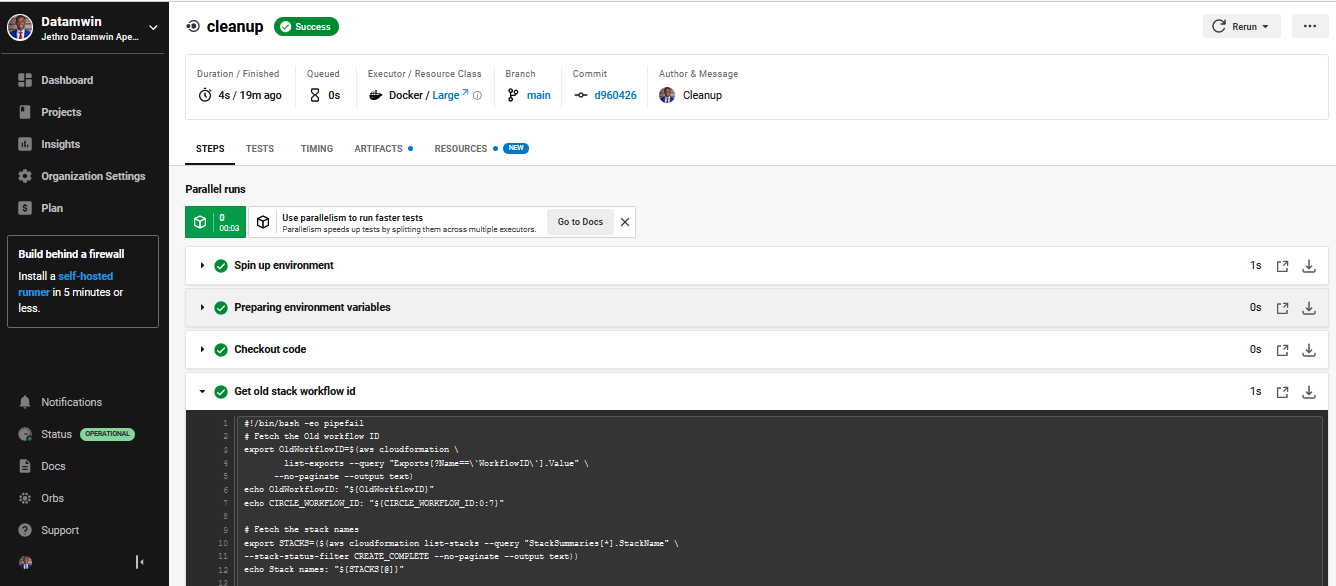 Datamwin
Jethro Datamwin Ape...
Dashboard
Projects
Insights
Organization Settings
Plan
Build behind a firewall
Install a self-hosted
runner in 5 minutes or
less.
Notifications
Status OPERATIONAL
Docs
Orbs
Support
cleanup Success
Rerun
Duration / Finished
4s / 19m ago
Queued
0s
Executor / Resource Class
Docker / Large
Branch
main
Commit
d960426
Author & Message
Cleanup
STEPS TESTS TIMING ARTIFACTS RESOURCES NEW
Parallel runs
0
00:03
Use parallelism to run faster tests
Parallelism speeds up tests by splitting them across multiple executors.
Go to Docs
Spin up environment 1s
Preparing environment variables 0s
Checkout code 0s
Get old stack workflow id 1s
1 #!/bin/bash -eo pipefail
2 # Fetch the Old workflow ID
3 export OldWorkflowID=$(aws cloudformation \
4 list-exports --query "Exports[?Name==\`WorkflowID\`].Value" \
5 --no-paginate --output text)
6 echo OldWorkflowID: "${OldWorkflowID}"
7 echo CIRCLE_WORKFLOW_ID: "${CIRCLE_WORKFLOW_ID:0:7}"
8
9 # Fetch the stack names
10 export STACKS=($(aws cloudformation list-stacks --query "StackSummaries[*].StackName" \
11 --stack-status-filter CREATE_COMPLETE --no-paginate --output text))
12 echo Stack names: "${STACKS[@]}"
13